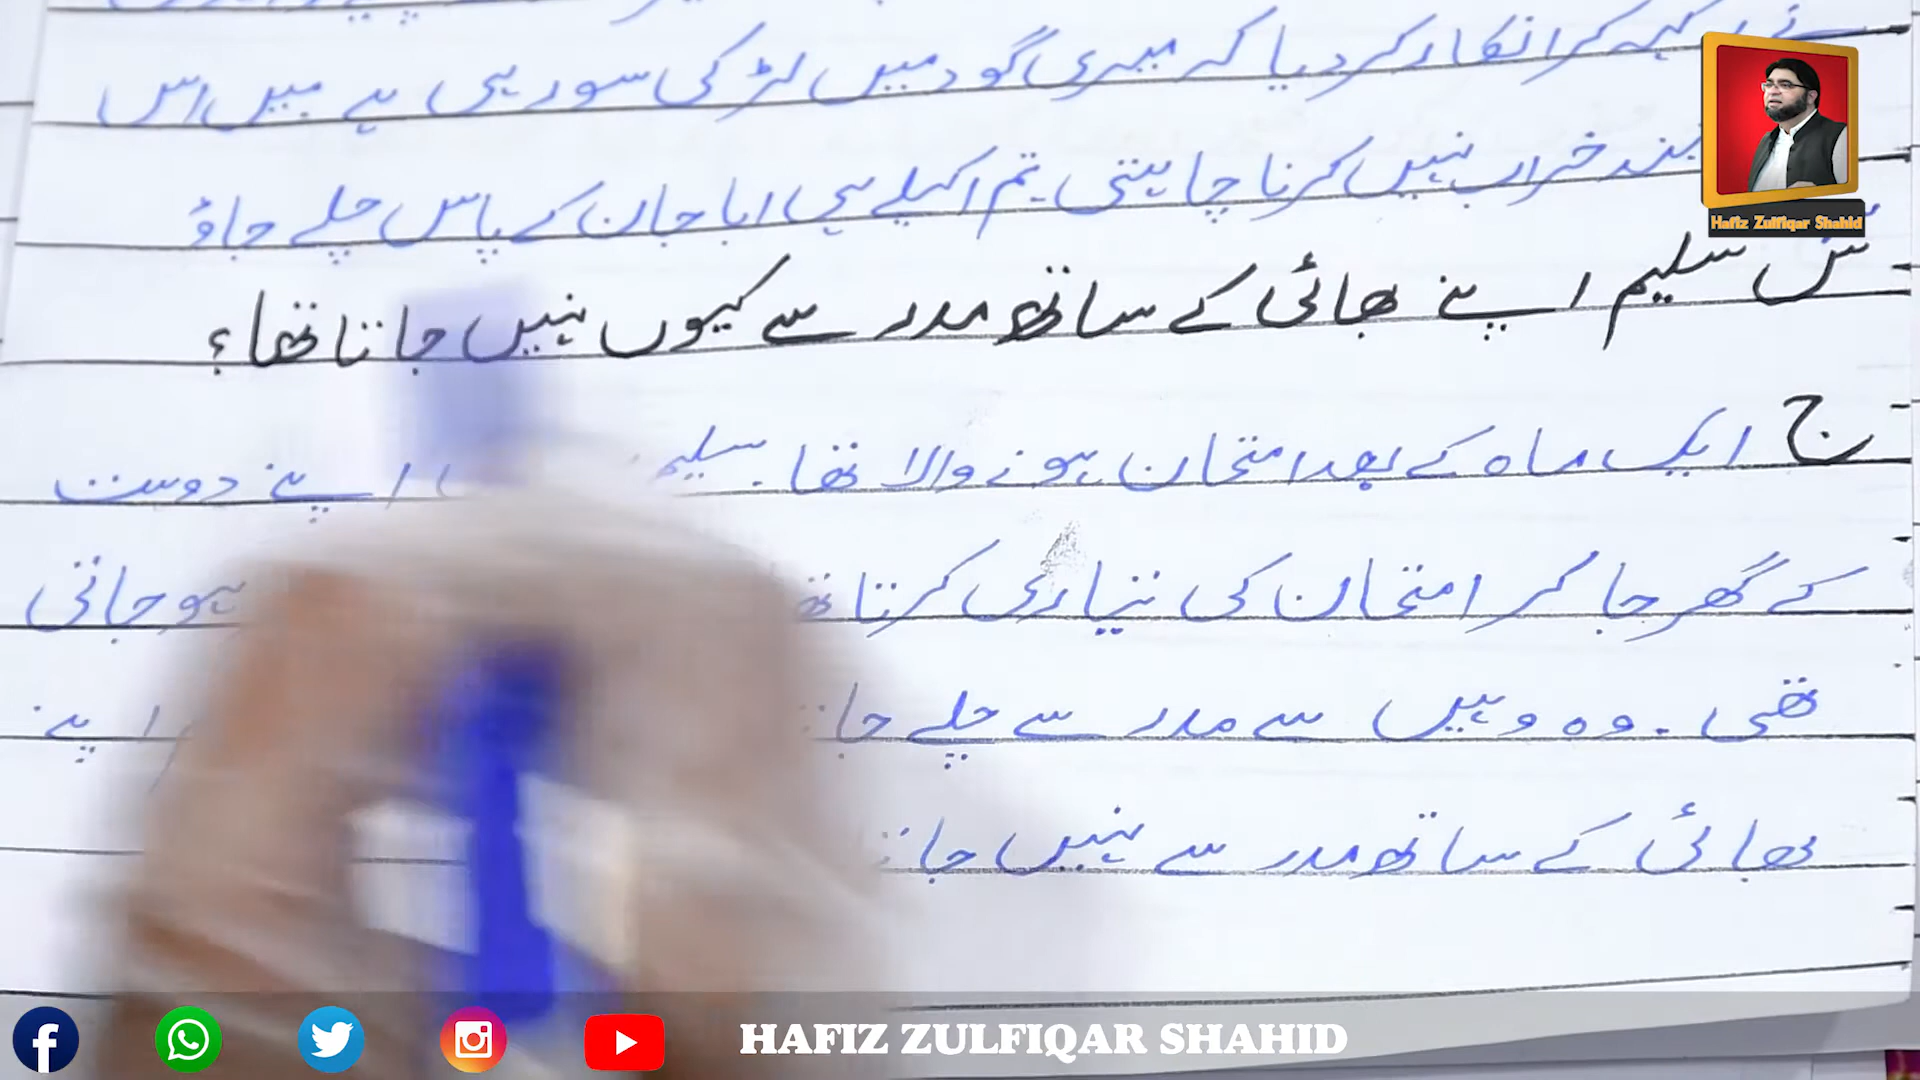 کہہ کر انکار کر دیا کہ میری گود میں لڑکی سو رہی ہے میں اس
نیند خراب نہیں کرنا چاہتی۔ تم اکیلے ہی ابا جان کے پاس چلے جاؤ
س سلیم اپنے بھائی کے ساتھ مدرسے کیوں نہیں جاتا تھا؟
ج ایک ماہ کے بعد امتحان ہونے والا تھا۔ سلیم اپنے دوست
کے گھر جا کر امتحان کی تیاری کرتا ہو جاتی
تھی۔ وہ وہیں سے مدرسے چلے اپنے
بھائی کے ساتھ مدرسے نہیں
Hafiz Zulfiqar Shahid
HAFIZ ZULFIQAR SHAHID